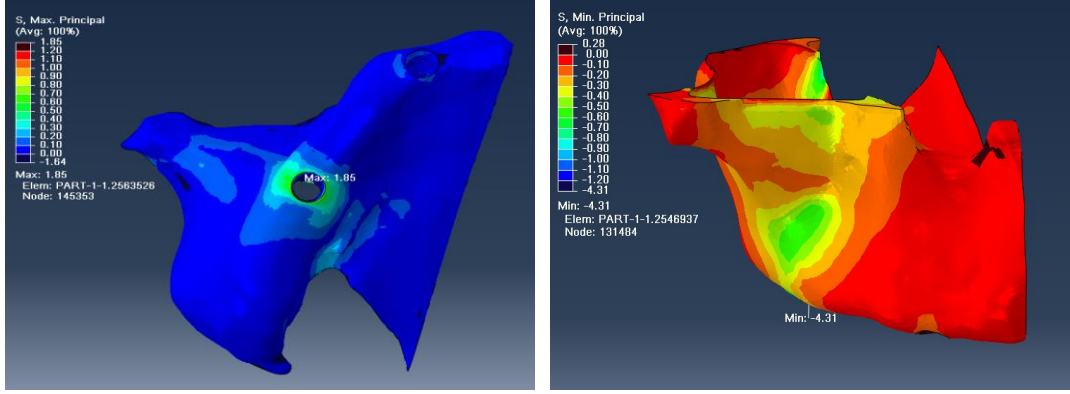 S, Max. Principal
(Avg: 100%)
1.85
1.20
1.10
1.00
0.90
0.80
0.70
0.60
0.50
0.40
0.30
0.20
0.10
0.00
-1.64
Max: 1.85
Elem: PART-1-1.2563526
Node: 145353
Max: 1.85
S, Min. Principal
(Avg: 100%)
0.28
0.00
-0.10
-0.20
-0.30
-0.40
-0.50
-0.60
-0.70
-0.80
-0.90
-1.00
-1.10
-1.20
-4.31
Min: -4.31
Elem: PART-1-1.2546937
Node: 131484
Min: -4.31